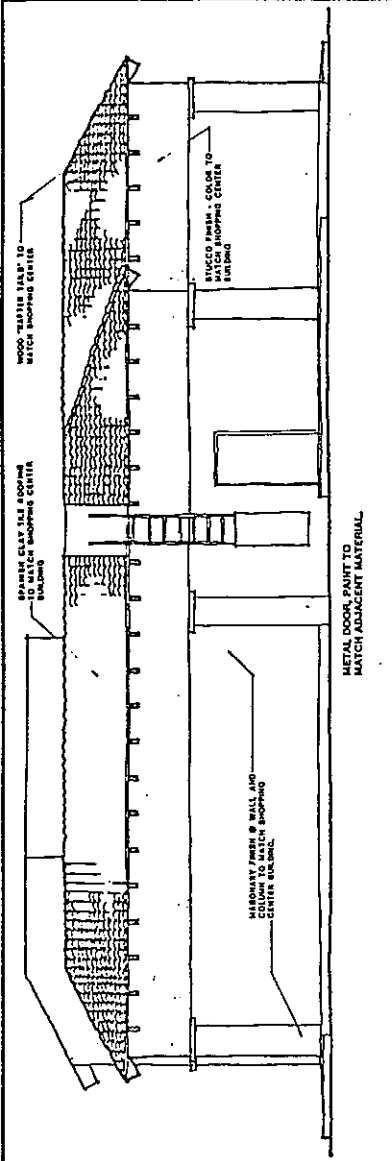 SPANISH CLAY TILE ROOFING
TO MATCH SHOPPING CENTER
BUILDING
WOOD "RAFTER TAILS" TO
MATCH SHOPPING CENTER
STUCCO FINISH - COLOR TO
MATCH SHOPPING CENTER
BUILDING
MASONARY FINISH @ WALL AND
COLUMN TO MATCH SHOPPING
CENTER BUILDING.
METAL DOOR, PAINT TO
MATCH ADJACENT MATERIAL.